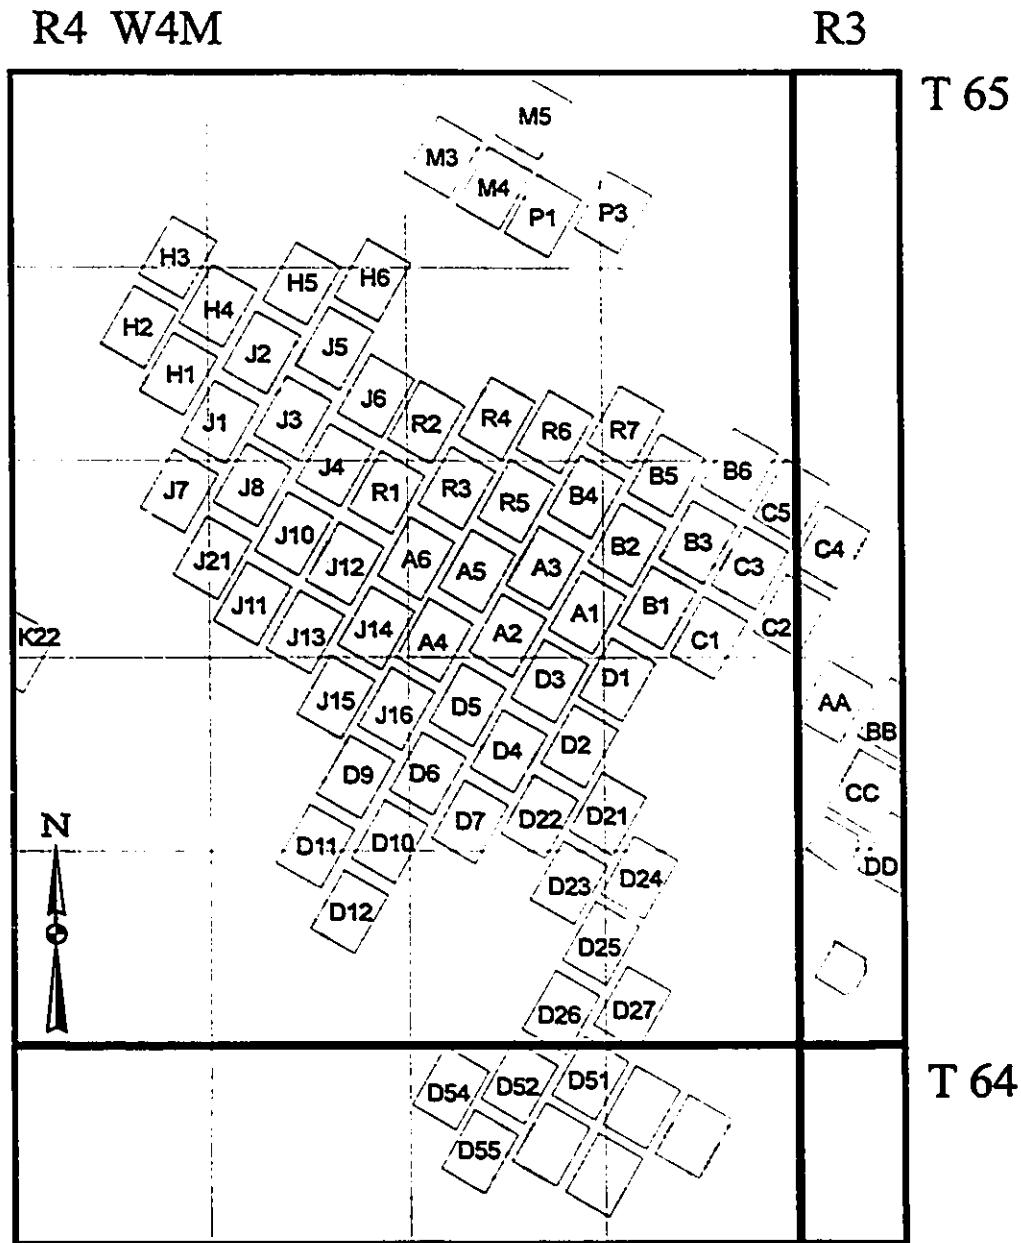 R4 W4M R3
T 65
M5
M3
M4
P1 P3
H3
H5 H6
H4
H2
J2 J5
H1
J6
J1 J3 R2 R4 R6 R7
J4 B5 B6
J7 J8 R1 R3 R5 B4
C5
J10 B2 B3 C4
J21 J12 A6 A5 A3 C3
J11 B1
J13 J14 A4 A2 A1 C1 C2
K22
D3 D1
J15 J16 D5 AA
BB
D4 D2
D9 D6 CC
D7 D22 D21
N
D11 D10
D23 D24 DD
D12
D25
D26 D27
T 64
D54 D52 D51
D55